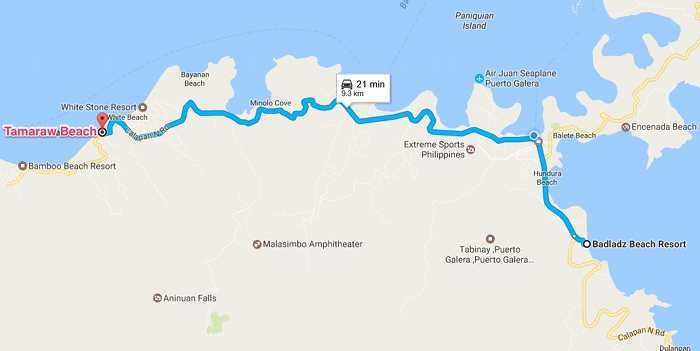 Paniquian
Island
Bayanan
Beach
21 min
9.3 km
Air Juan Seaplane
Puerto Galera
White Stone Resort
White Beach
Minolo Cove
Tamaraw Beach
Calapan N Rd
Encenada Beach
Balete Beach
Extreme Sports
Philippines
Bamboo Beach Resort
Hundura
Beach
Malasimbo Amphitheater
Tabinay ,Puerto
Galera ,Puerto Galera...
Badladz Beach Resort
Aninuan Falls
Calapan N Rd
Dulangan